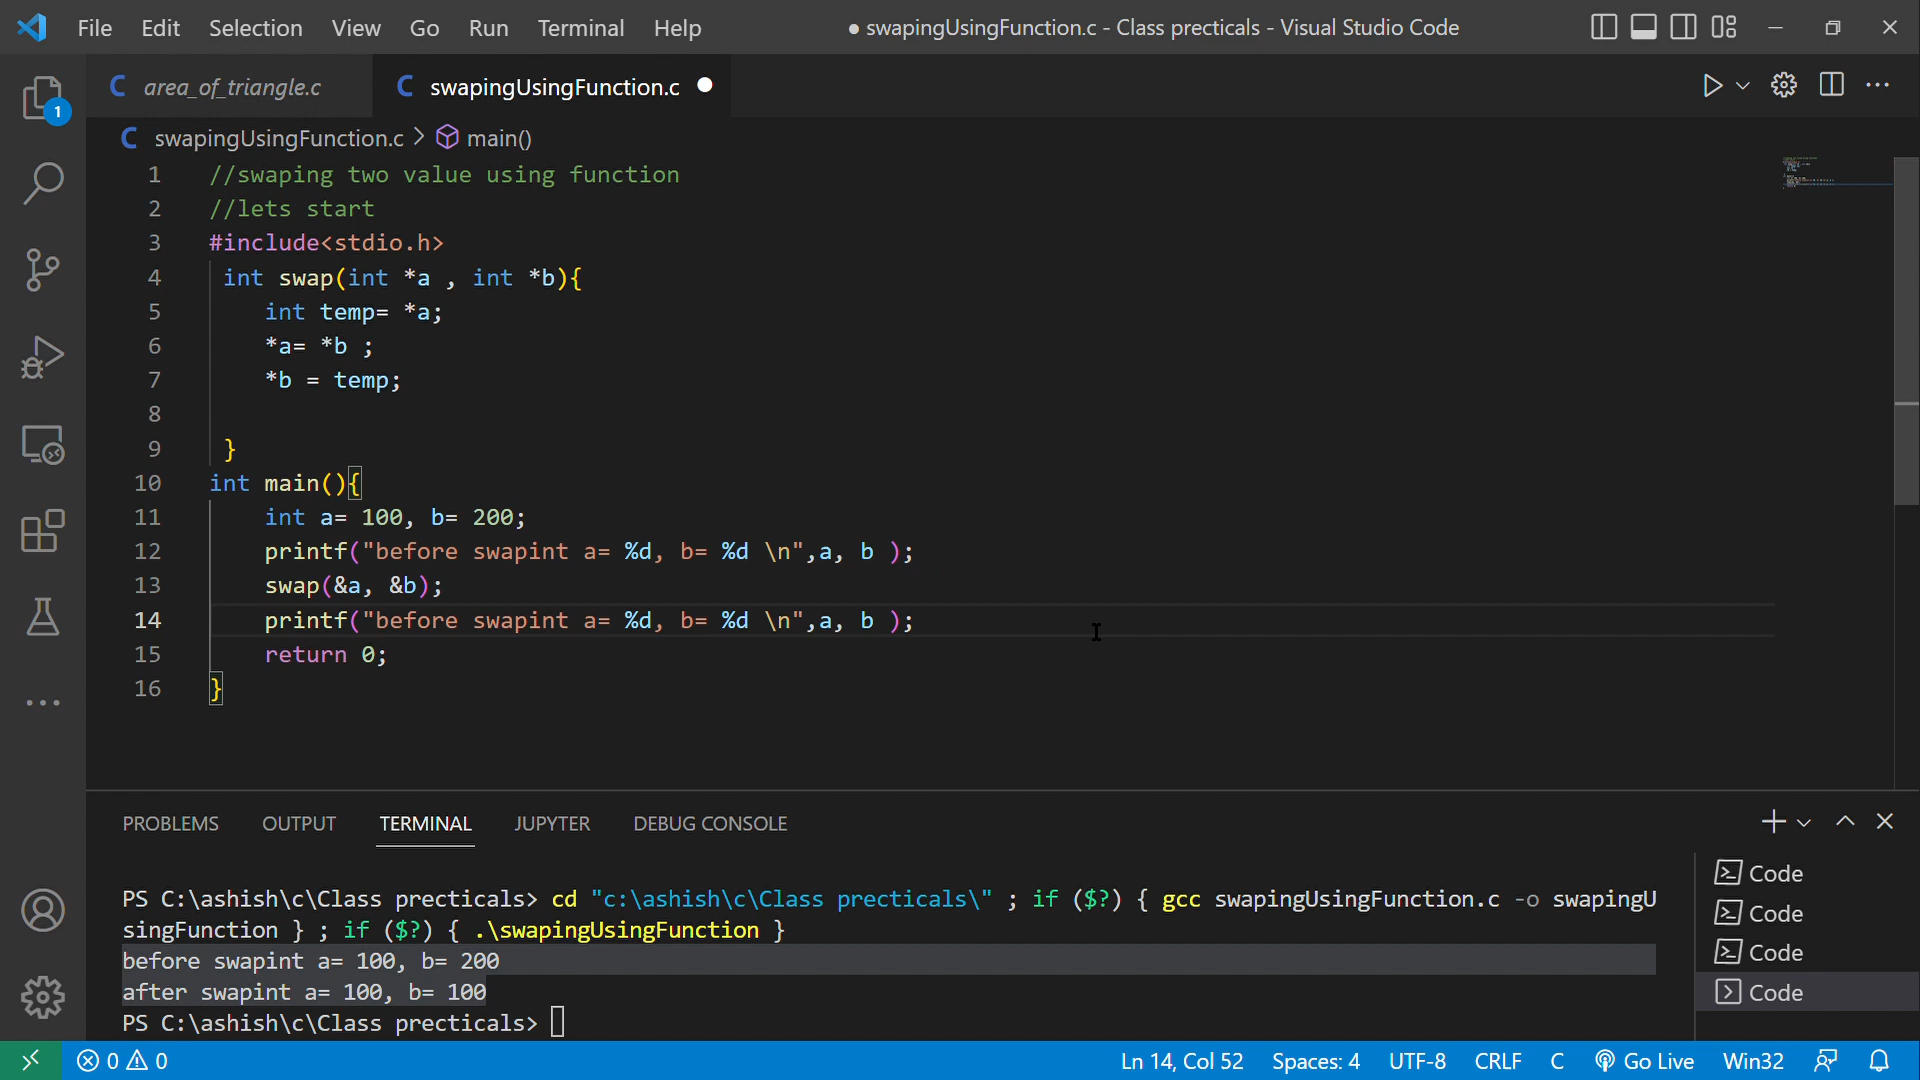 File Edit Selection View Go Run Terminal Help ● swapingUsingFunction.c - Class precticals - Visual Studio Code
C area_of_triangle.c C swapingUsingFunction.c ●
1
C swapingUsingFunction.c > main()
1 //swaping two value using function
2 //lets start
3 #include<stdio.h>
4 int swap(int *a , int *b){
5 int temp= *a;
6 *a= *b ;
7 *b = temp;
8
9 }
10 int main(){
11 int a= 100, b= 200;
12 printf("before swapint a= %d, b= %d \n",a, b );
13 swap(&a, &b);
14 printf("before swapint a= %d, b= %d \n",a, b );
15 return 0;
16 }
PROBLEMS OUTPUT TERMINAL JUPYTER DEBUG CONSOLE
PS C:\ashish\c\Class precticals> cd "c:\ashish\c\Class precticals\" ; if ($?) { gcc swapingUsingFunction.c -o swapingU
singFunction } ; if ($?) { .\swapingUsingFunction }
before swapint a= 100, b= 200
after swapint a= 100, b= 100
PS C:\ashish\c\Class precticals>
Code
Code
Code
Code
0 0 Ln 14, Col 52 Spaces: 4 UTF-8 CRLF C Go Live Win32